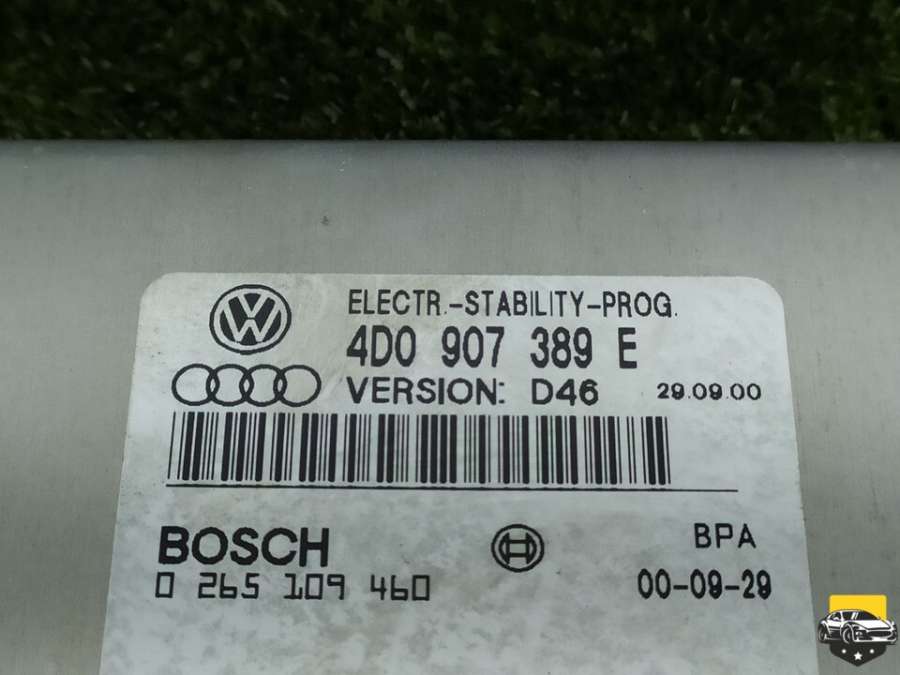 ELECTR.-STABILITY-PROG.
4D0 907 389 E
VERSION: D46 29.09.00
BOSCH BPA
0 265 109 460 00-09-29